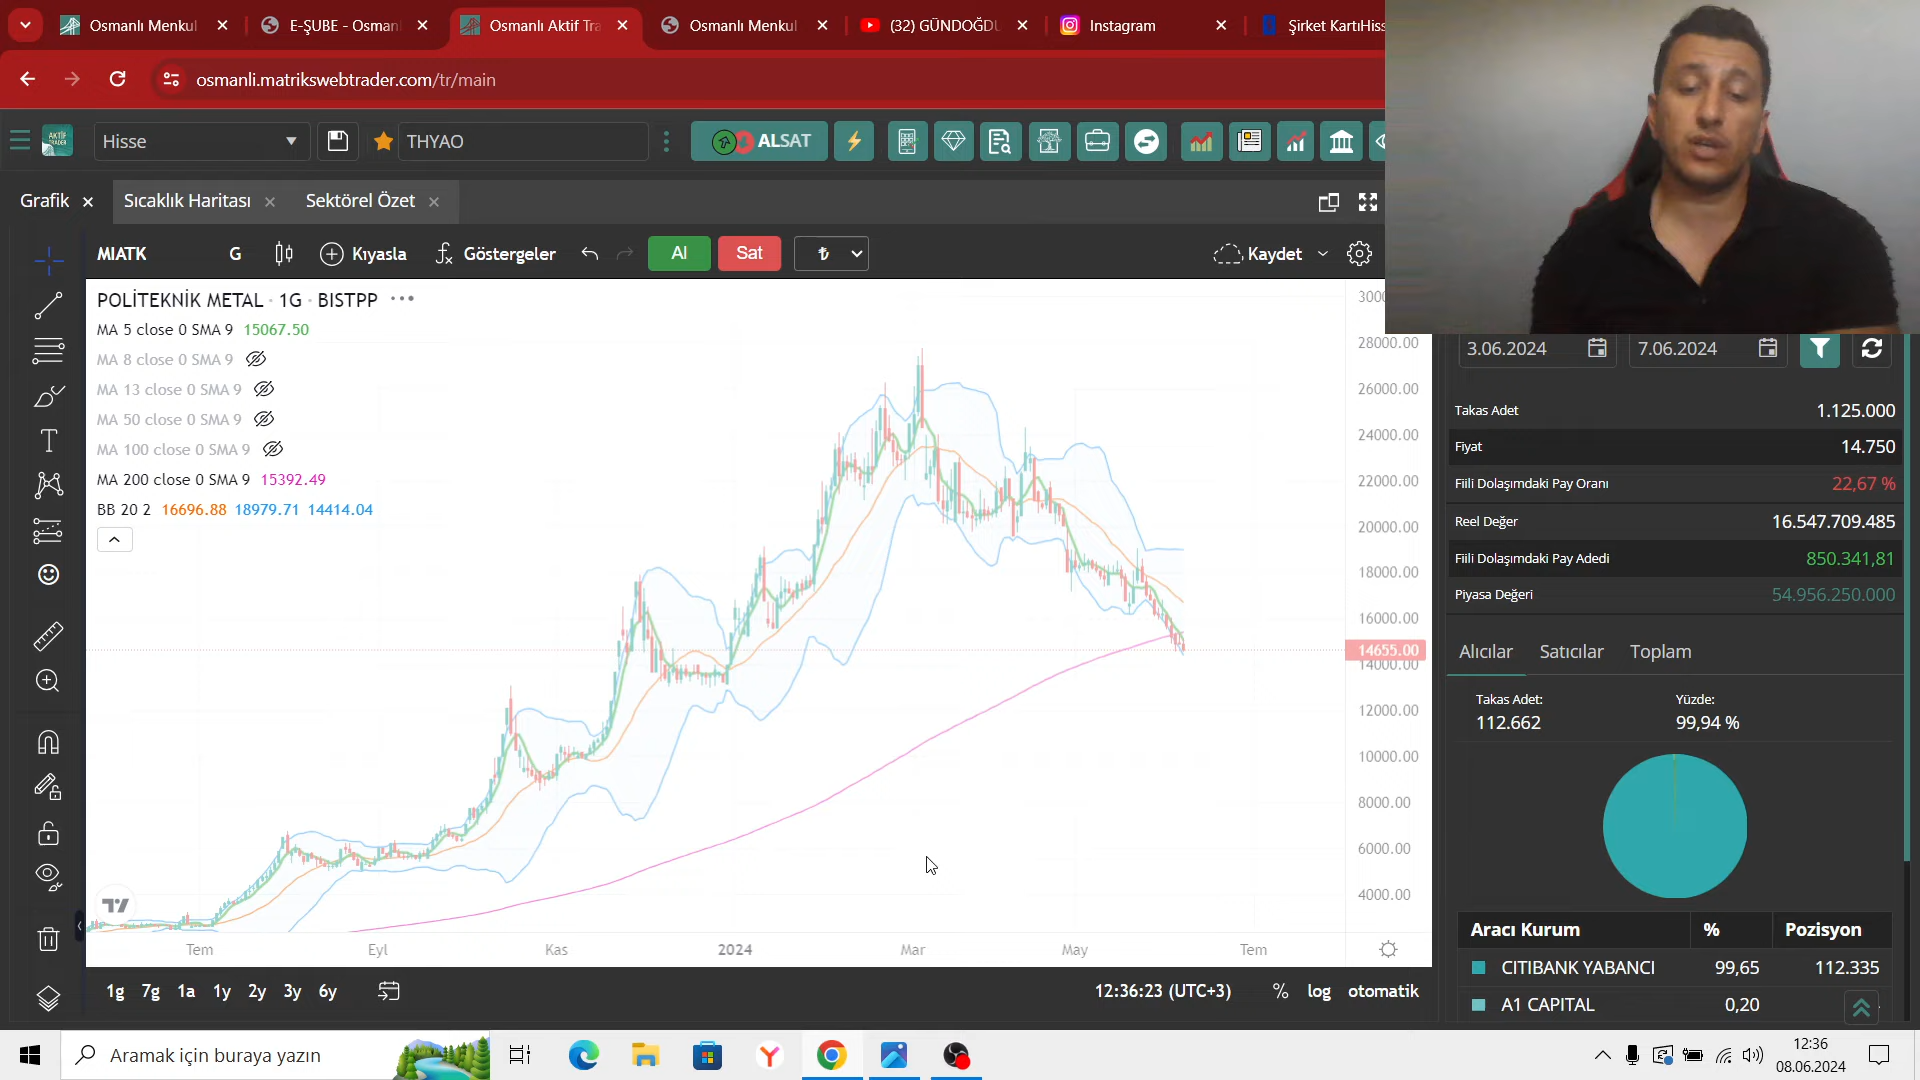 Osmanlı Menkul
E-ŞUBE - Osmanl
Osmanlı Aktif Tra
Osmanlı Menkul
(32) GÜNDOĞDU
Instagram
Şirket KartıHiss
osmanli.matrikswebtrader.com/tr/main
AKTİF TRADER
Hisse
THYAO
ALSAT
Grafik
Sıcaklık Haritası
Sektörel Özet
MIATK
G
Kıyasla
Göstergeler
Al
Sat
₺
Kaydet
POLİTEKNİK METAL · 1G · BISTPP
MA 5 close 0 SMA 9 15067.50
MA 8 close 0 SMA 9
MA 13 close 0 SMA 9
MA 50 close 0 SMA 9
MA 100 close 0 SMA 9
MA 200 close 0 SMA 9 15392.49
BB 20 2 16696.88 18979.71 14414.04
28000.00
26000.00
24000.00
22000.00
20000.00
18000.00
16000.00
14655.00
14000.00
12000.00
10000.00
8000.00
6000.00
4000.00
Tem
Eyl
Kas
2024
Mar
May
Tem
1g 7g 1a 1y 2y 3y 6y
12:36:23 (UTC+3)
%
log
otomatik
3.06.2024
7.06.2024
Takas Adet 1.125.000
Fiyat 14.750
Fiili Dolaşımdaki Pay Oranı 22,67 %
Reel Değer 16.547.709.485
Fiili Dolaşımdaki Pay Adedi 850.341,81
Piyasa Değeri 54.956.250.000
Alıcılar Satıcılar Toplam
Takas Adet: Yüzde:
112.662 99,94 %
Aracı Kurum % Pozisyon
CITIBANK YABANCI 99,65 112.335
A1 CAPITAL 0,20
Aramak için buraya yazın
12:36
08.06.2024